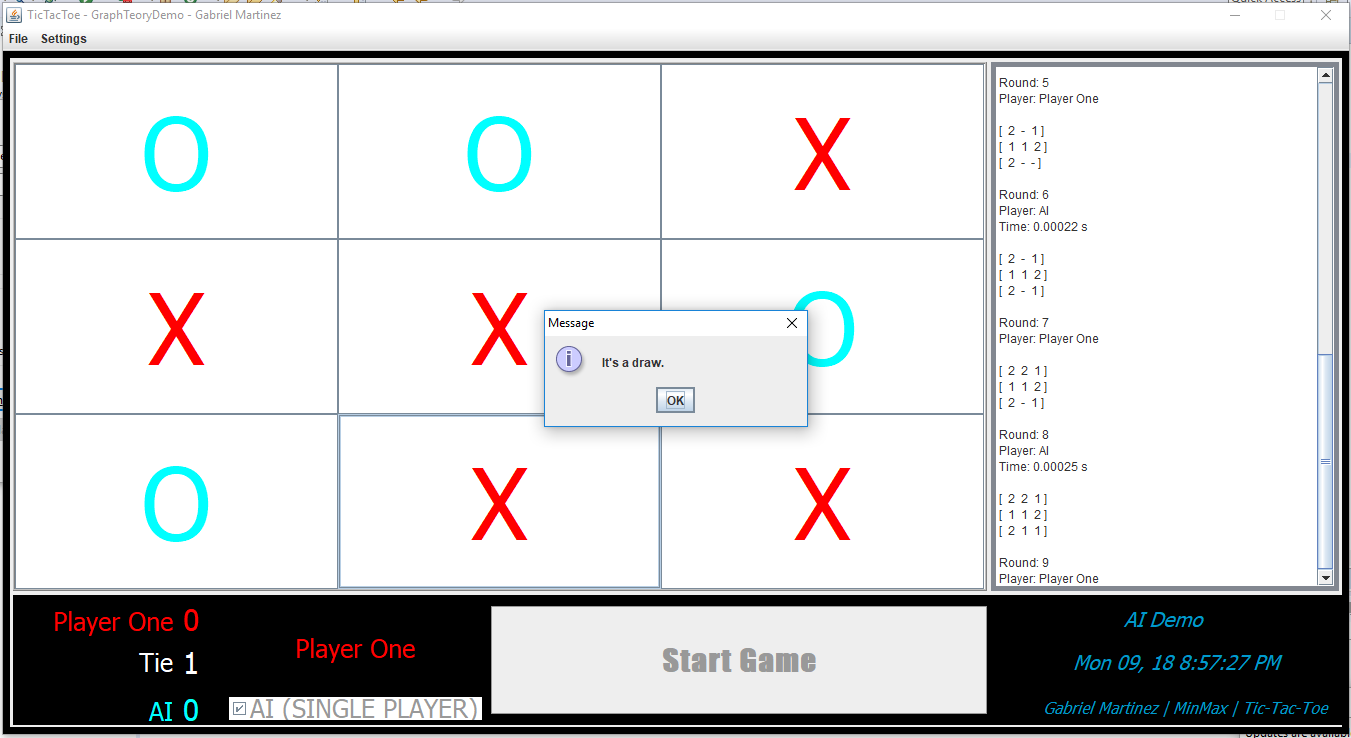 TicTacToe - GraphTeoryDemo - Gabriel Martinez
File Settings
O O X
X X O
O X X
Message
It's a draw.
OK
Round: 5
Player: Player One
[ 2 - 1 ]
[ 1 1 2 ]
[ 2 - - ]
Round: 6
Player: AI
Time: 0.00022 s
[ 2 - 1 ]
[ 1 1 2 ]
[ 2 - 1 ]
Round: 7
Player: Player One
[ 2 2 1 ]
[ 1 1 2 ]
[ 2 - 1 ]
Round: 8
Player: AI
Time: 0.00025 s
[ 2 2 1 ]
[ 1 1 2 ]
[ 2 1 1 ]
Round: 9
Player: Player One
Player One 0
Tie 1
AI 0
Player One
AI (SINGLE PLAYER)
Start Game
AI Demo
Mon 09, 18 8:57:27 PM
Gabriel Martinez | MinMax | Tic-Tac-Toe